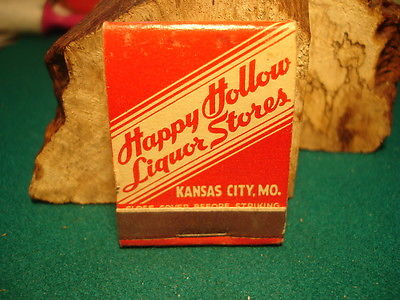 Happy Hollow
Liquor Stores
KANSAS CITY, MO.
CLOSE COVER BEFORE STRIKING